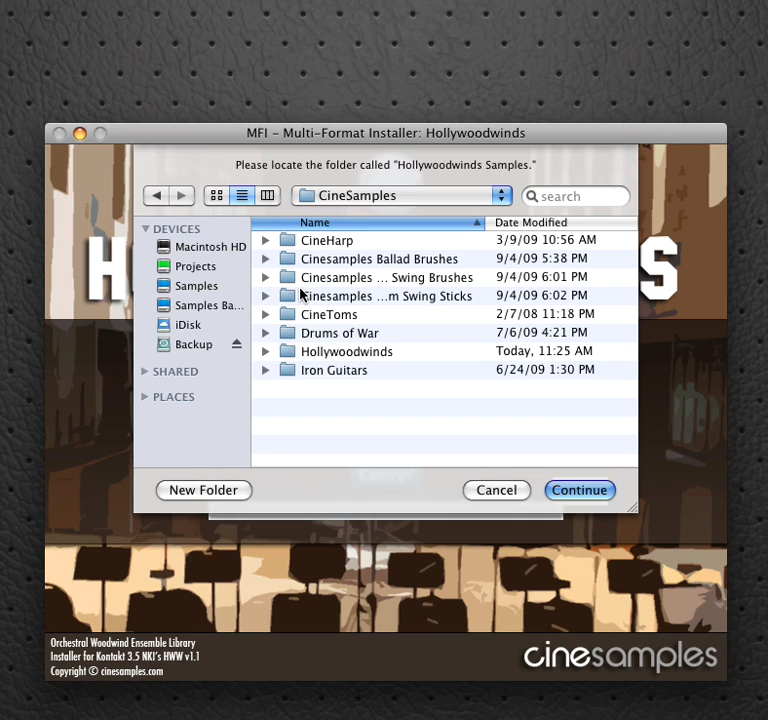 MFI – Multi-Format Installer: Hollywoodwinds
Please locate the folder called "Hollywoodwinds Samples."
CineSamples
search
Name Date Modified
DEVICES
Macintosh HD
Projects
Samples
Samples Ba...
iDisk
Backup
SHARED
PLACES
CineHarp 3/9/09 10:56 AM
Cinesamples Ballad Brushes 9/4/09 5:38 PM
Cinesamples ... Swing Brushes 9/4/09 6:01 PM
Cinesamples ...m Swing Sticks 9/4/09 6:02 PM
CineToms 2/7/08 11:18 PM
Drums of War 7/6/09 4:21 PM
Hollywoodwinds Today, 11:25 AM
Iron Guitars 6/24/09 1:30 PM
New Folder Cancel Continue
H S
Orchestral Woodwind Ensemble Library
Installer for Kontakt 3.5 NKI's HWW v1.1
Copyright © cinesamples.com
cinesamples